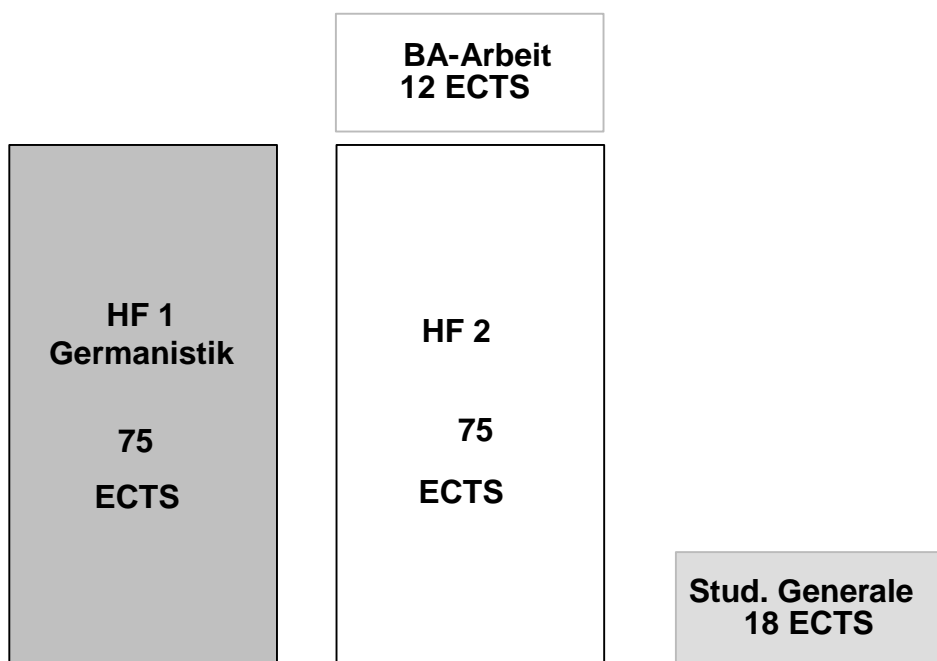 BA-Arbeit
12 ECTS
HF 1
Germanistik
75
ECTS
HF 2
75
ECTS
Stud. Generale
18 ECTS